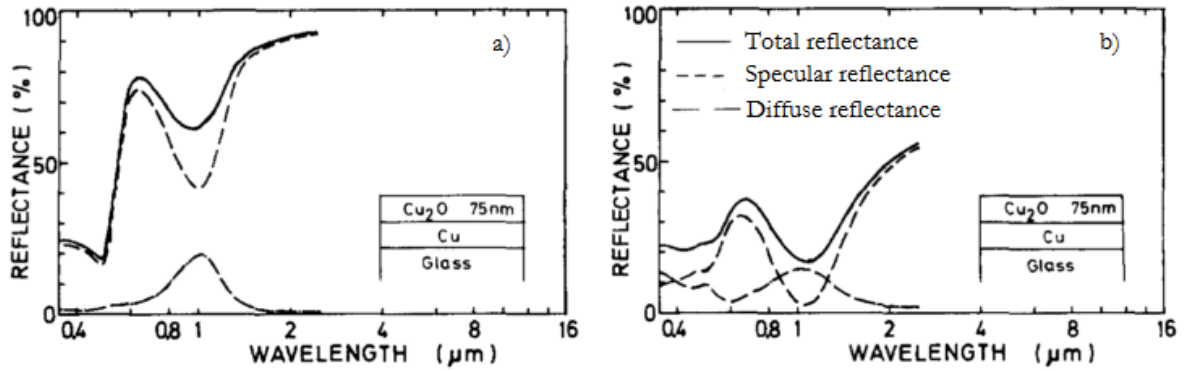 100
50
0
REFLECTANCE (%)
a)
Cu2O 75nm
Cu
Glass
0.4 0.8 1 2 4 8 16
WAVELENGTH (μm)
100
50
0
REFLECTANCE (%)
Total reflectance
Specular reflectance
Diffuse reflectance
b)
Cu2O 75nm
Cu
Glass
0.4 0.8 1 2 4 8 16
WAVELENGTH (μm)